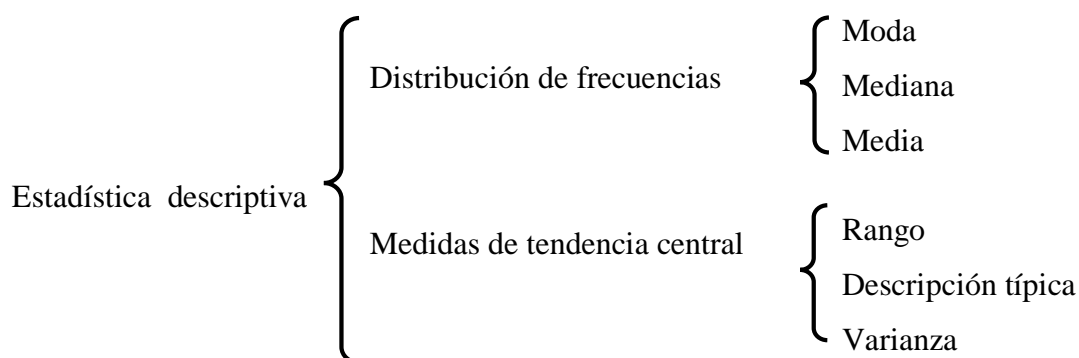 Estadística descriptiva
Distribución de frecuencias
Moda
Mediana
Media
Medidas de tendencia central
Rango
Descripción típica
Varianza